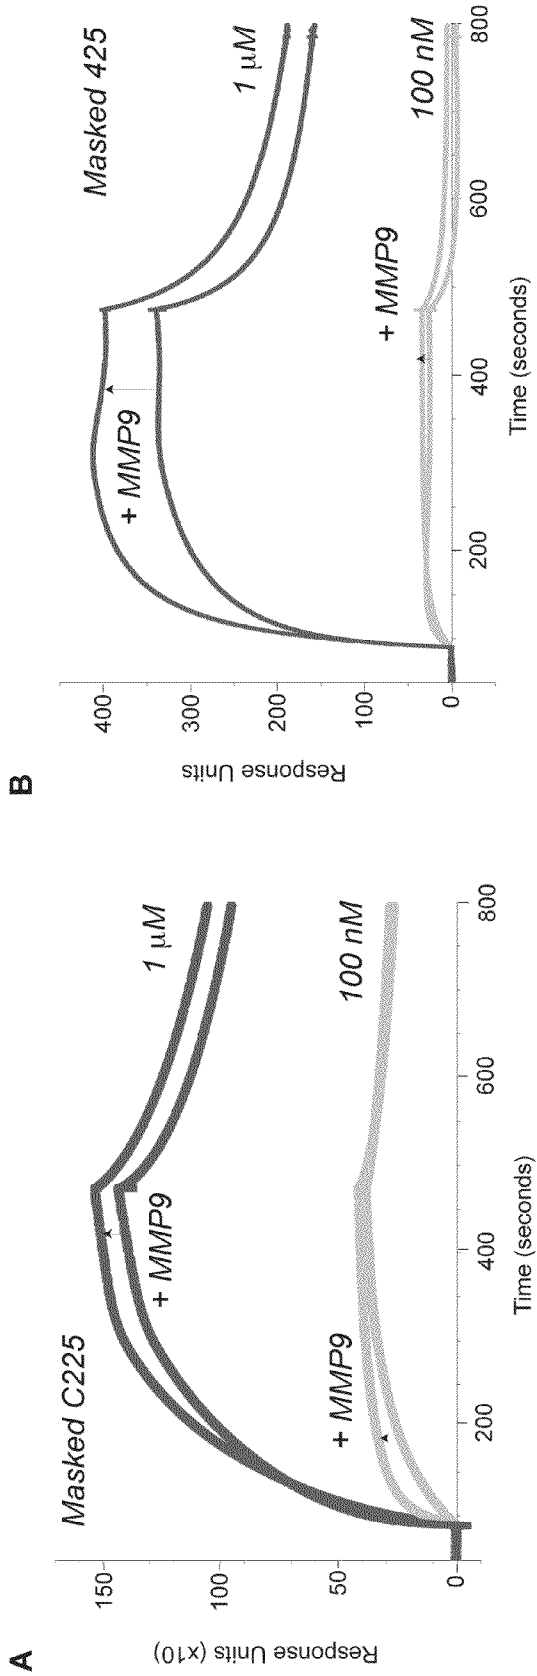 A
Masked C225
1 µM
+ MMP9
+ MMP9
100 nM
Response Units (x10)
150
100
50
0
200
400
600
800
Time (seconds)
B
Masked 425
1 µM
+ MMP9
+ MMP9
100 nM
Response Units
400
300
200
100
0
200
400
600
800
Time (seconds)